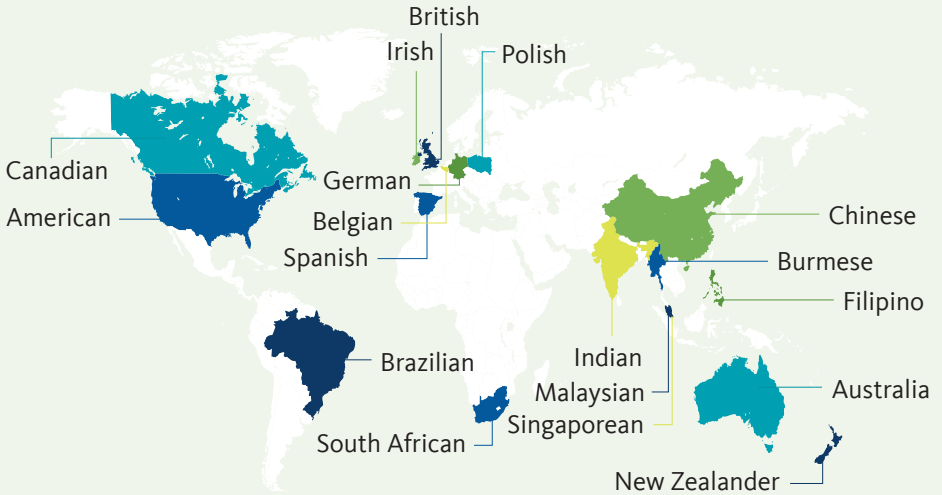 British
Irish
Polish
Canadian
German
American
Belgian
Spanish
Chinese
Burmese
Filipino
Brazilian
Indian
Malaysian
Australia
Singaporean
South African
New Zealander